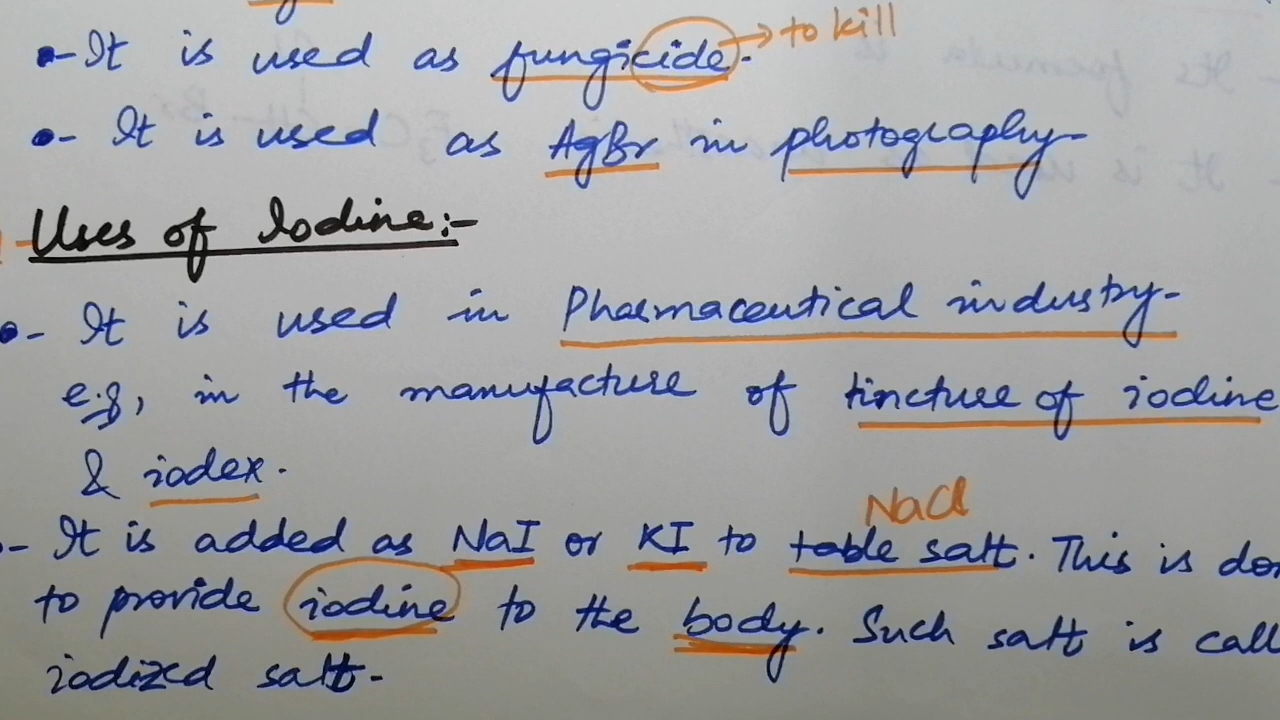 - It is used as fungicide. → to kill
- It is used as AgBr in photography-
Uses of Iodine:-
- It is used in Pharmaceutical industry-
e.g, in the manufacture of tincture of iodine
& iodex.
NaCl
- It is added as NaI or KI to table salt. This is don
to provide iodine to the body. Such salt is call
iodized salt-